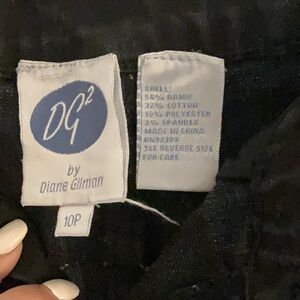 DG²
by
Diane Gilman
10P
SHELL:
56% RAMIE
32% COTTON
10% POLYESTER
2% SPANDEX
MADE IN CHINA
RN92309
SEE REVERSE SIDE
FOR CARE